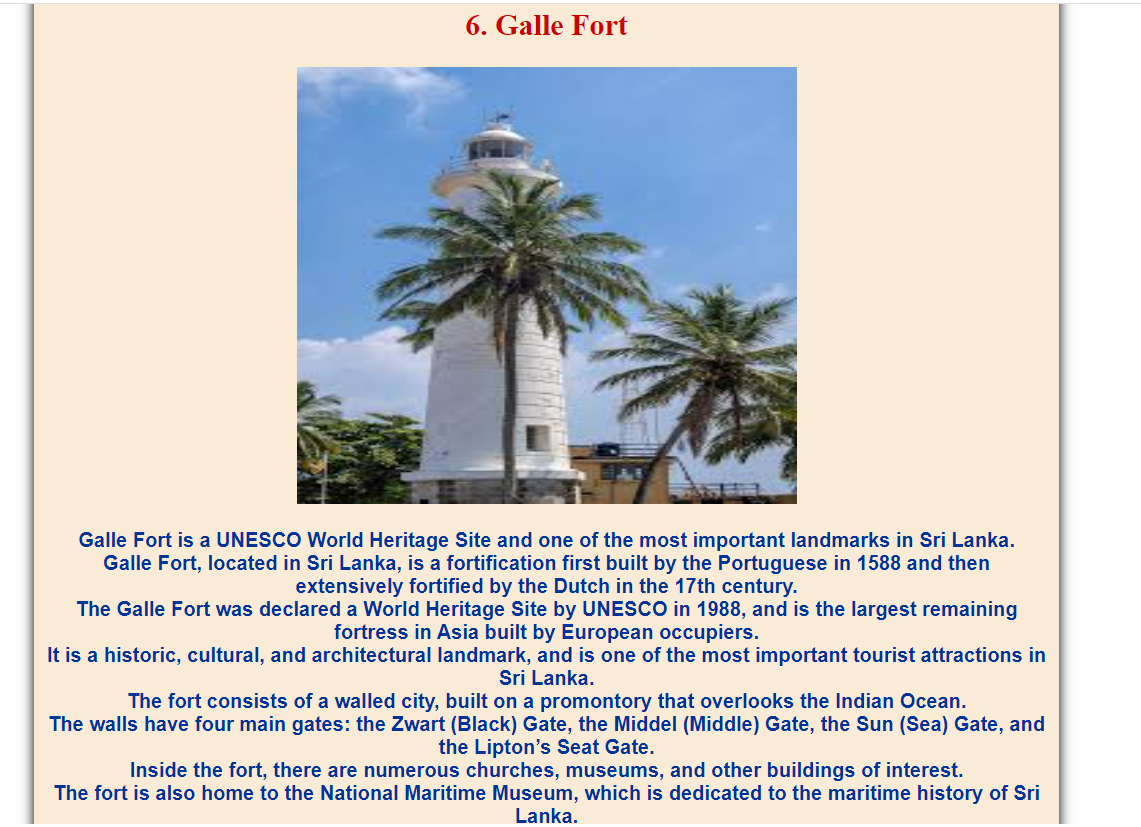 6. Galle Fort
Galle Fort is a UNESCO World Heritage Site and one of the most important landmarks in Sri Lanka.
Galle Fort, located in Sri Lanka, is a fortification first built by the Portuguese in 1588 and then
extensively fortified by the Dutch in the 17th century.
The Galle Fort was declared a World Heritage Site by UNESCO in 1988, and is the largest remaining
fortress in Asia built by European occupiers.
It is a historic, cultural, and architectural landmark, and is one of the most important tourist attractions in
Sri Lanka.
The fort consists of a walled city, built on a promontory that overlooks the Indian Ocean.
The walls have four main gates: the Zwart (Black) Gate, the Middel (Middle) Gate, the Sun (Sea) Gate, and
the Lipton’s Seat Gate.
Inside the fort, there are numerous churches, museums, and other buildings of interest.
The fort is also home to the National Maritime Museum, which is dedicated to the maritime history of Sri
Lanka.